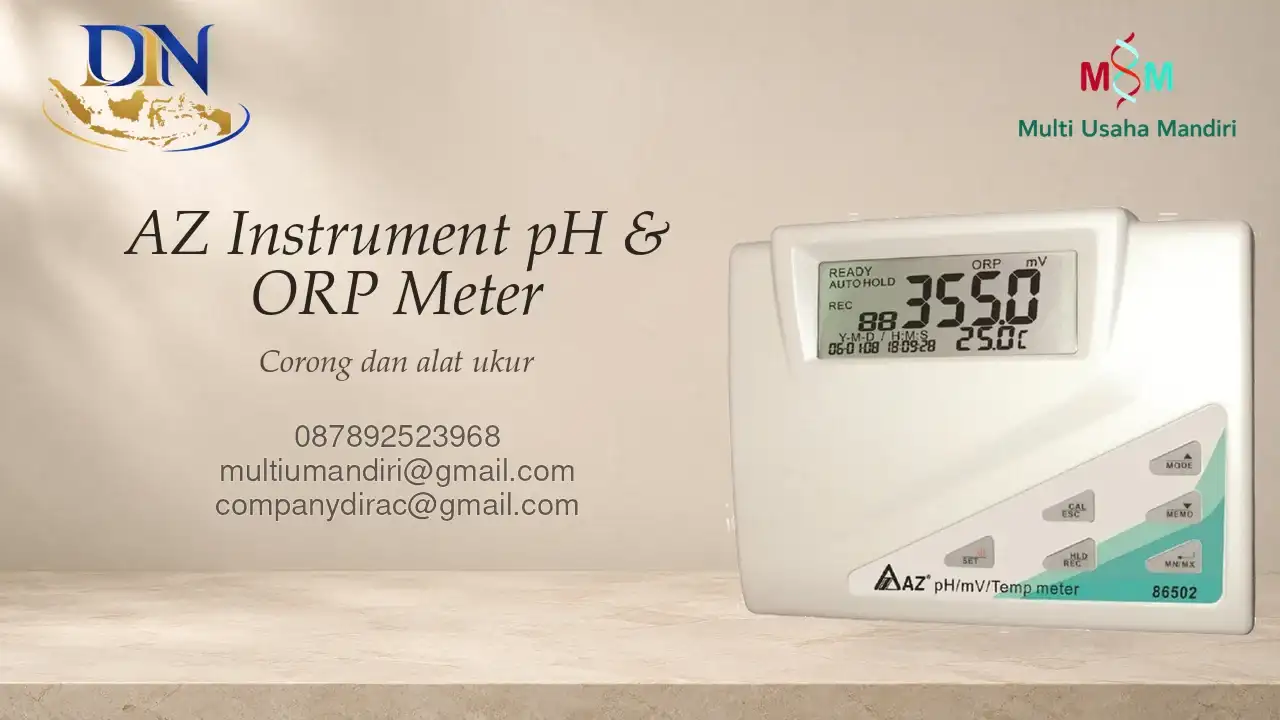 DIN
M M
Multi Usaha Mandiri
AZ Instrument pH &
ORP Meter
Corong dan alat ukur
087892523968
multiumandiri@gmail.com
companydirac@gmail.com
READY
AUTO HOLD
REC
ORP mV
355.0
88
Y-M-D / H:M:S
06-01-08 18-09-28
25.0c
MODE
CAL
ESC
MEMO
SET
HLD
REC
MN/MX
AZ® pH/mV/Temp meter
86502